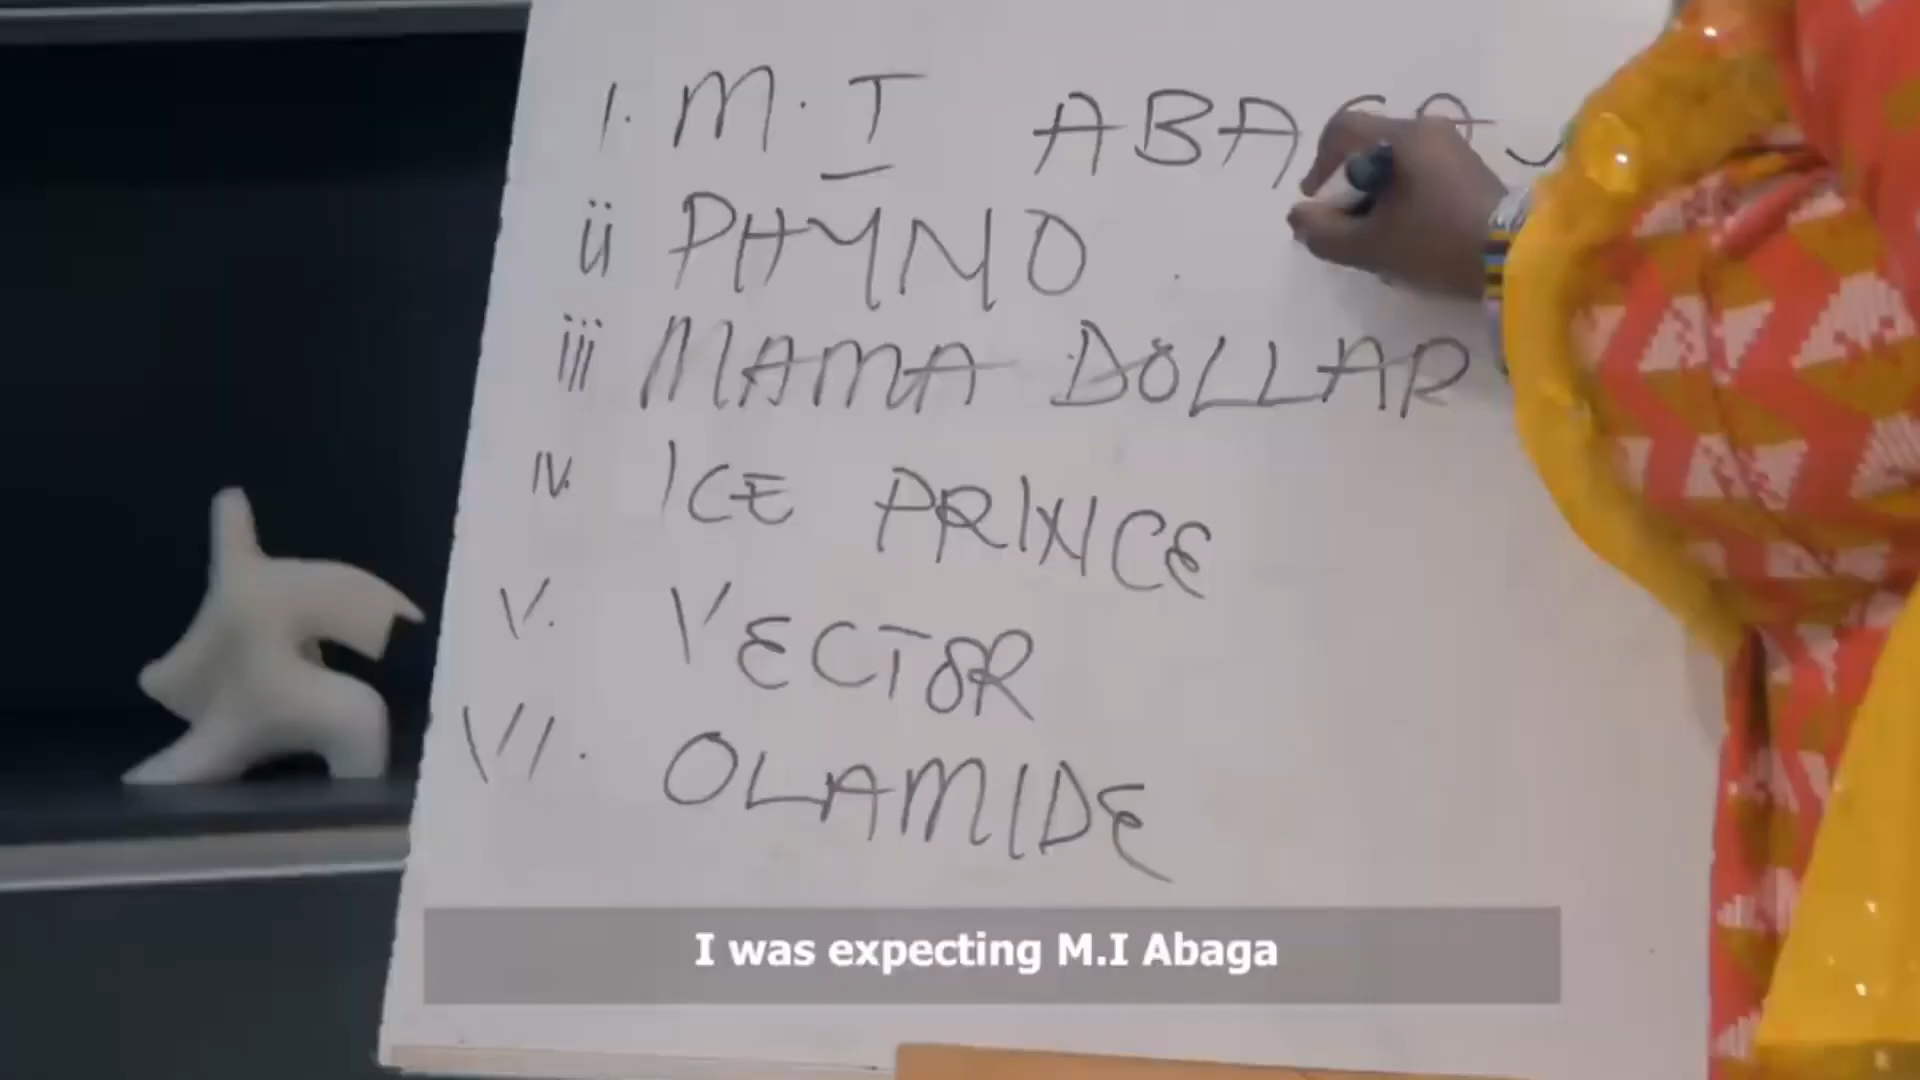 I. M. I ABAGA
ii PHYNO
iii MAMA DOLLAR
IV. ICE PRINCE
V. VECTOR
VI. OLAMIDE
I was expecting M.I Abaga